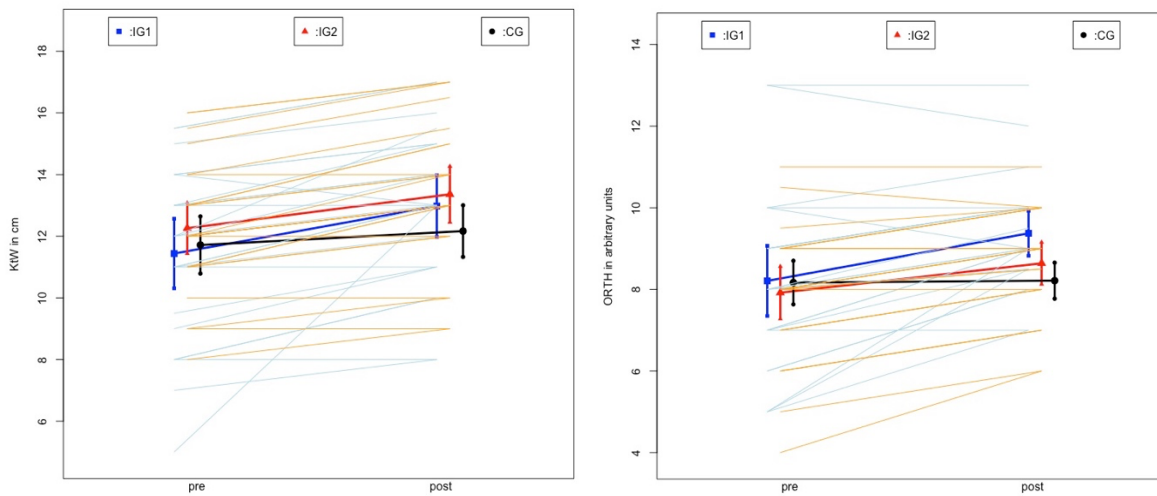 :IG1 :IG2 :CG
KtW in cm
18
16
14
12
10
8
6
pre post
:IG1 :IG2 :CG
ORTH in arbitrary units
14
12
10
8
6
4
pre post